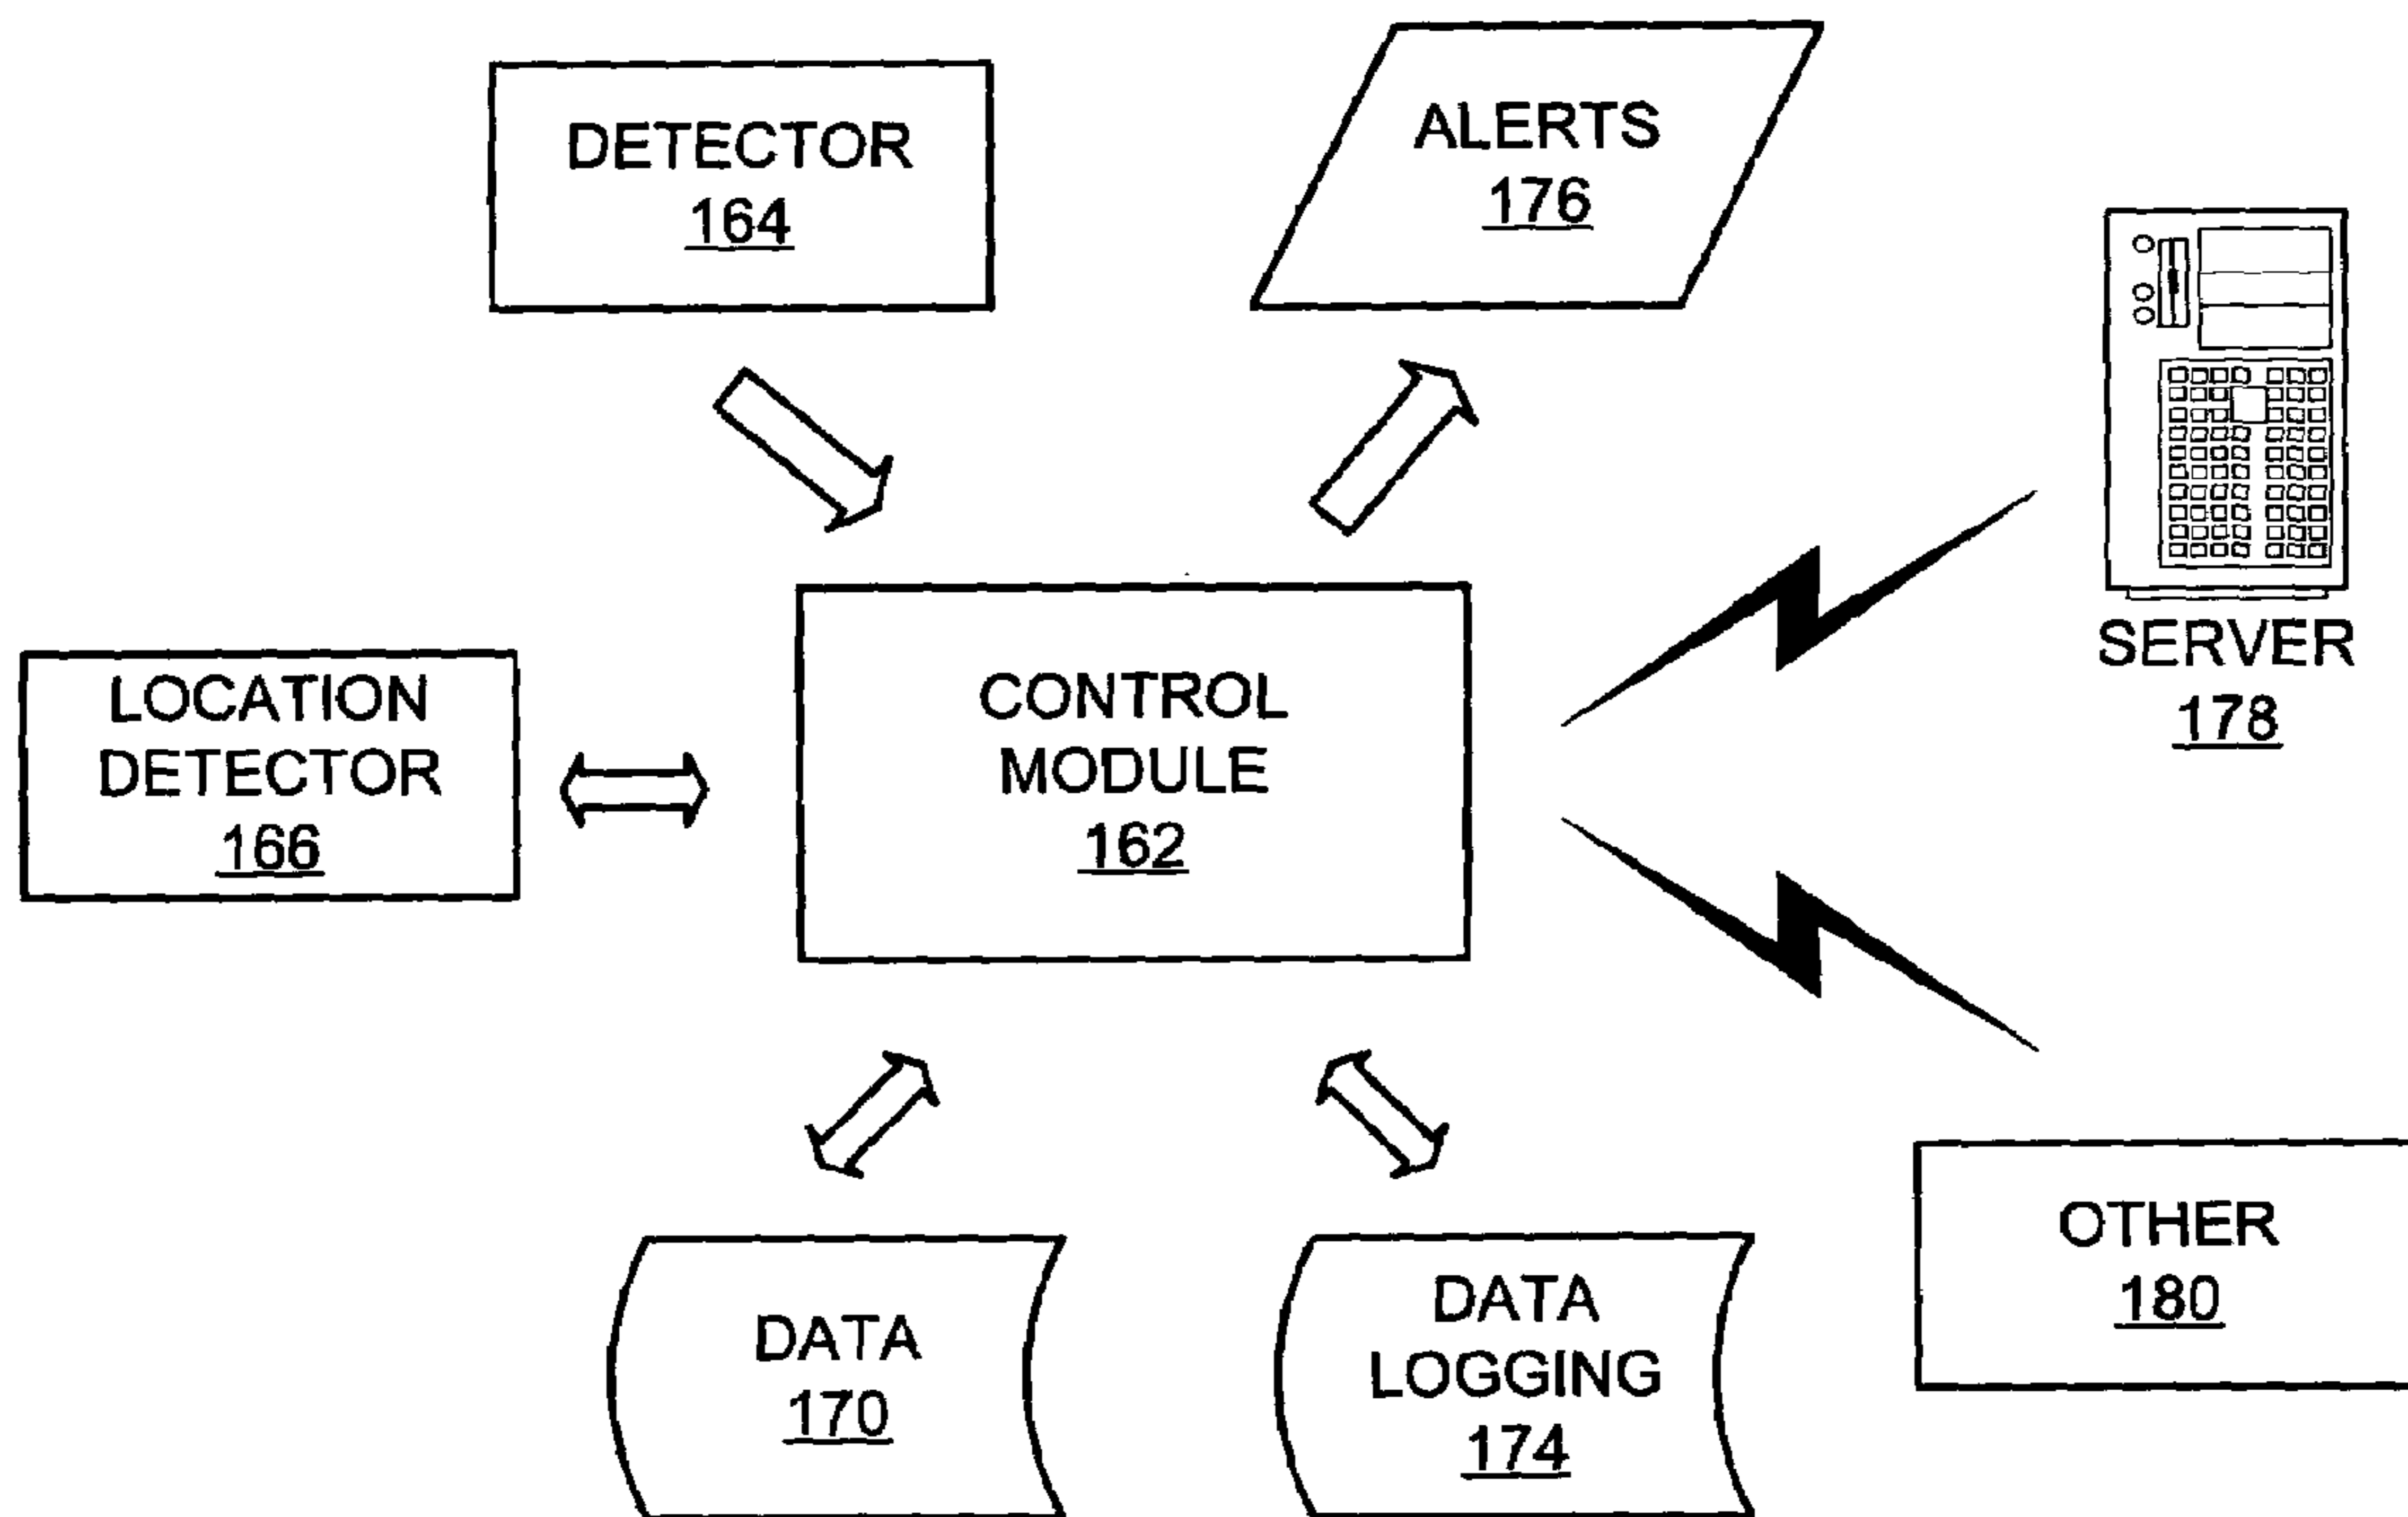 DETECTOR
164
ALERTS
176
SERVER
178
LOCATION
DETECTOR
166
CONTROL
MODULE
162
DATA
170
DATA
LOGGING
174
OTHER
180